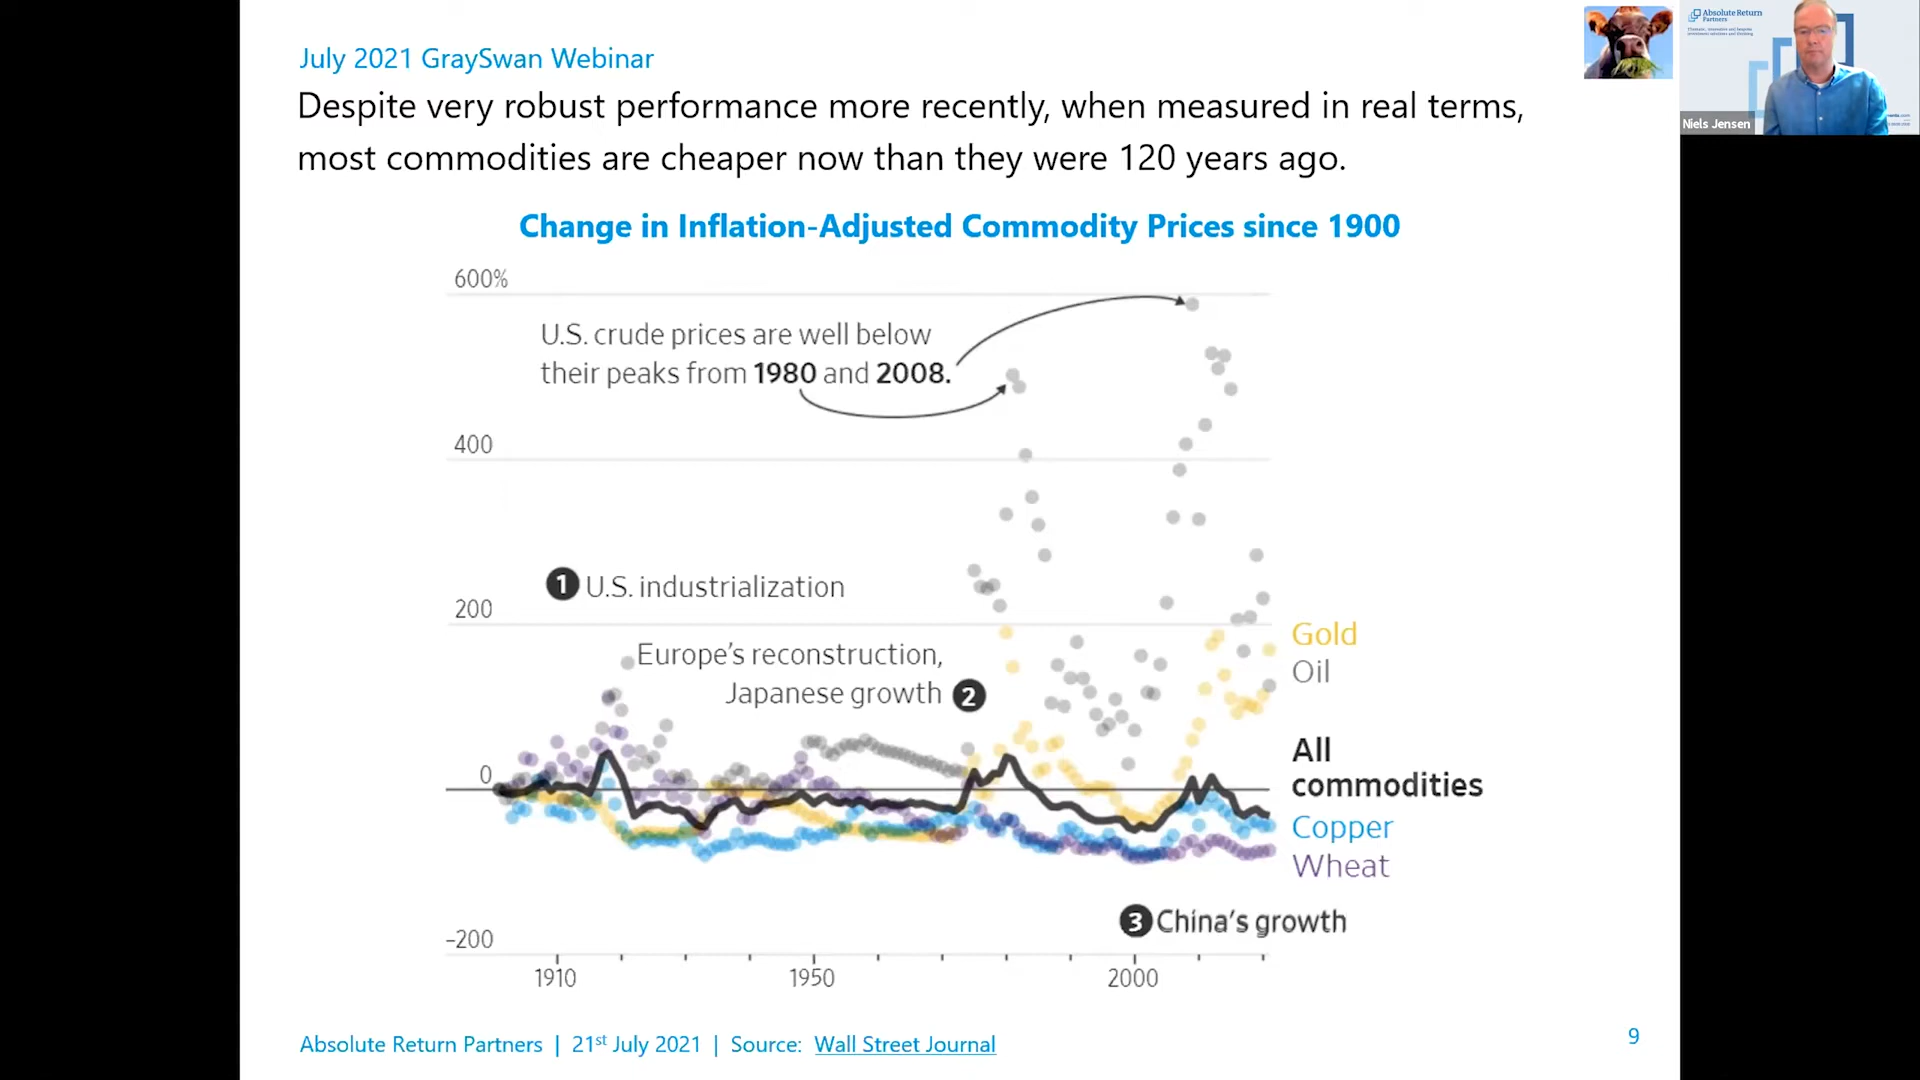 July 2021 GraySwan Webinar
Despite very robust performance more recently, when measured in real terms,
most commodities are cheaper now than they were 120 years ago.
Change in Inflation-Adjusted Commodity Prices since 1900
600%
U.S. crude prices are well below
their peaks from 1980 and 2008.
400
1 U.S. industrialization
200
Europe's reconstruction,
Japanese growth 2
Gold
Oil
0
All
commodities
Copper
Wheat
3 China's growth
-200
1910 1950 2000
Absolute Return Partners | 21st July 2021 | Source: Wall Street Journal
9
Absolute Return
Partners
Niels Jensen